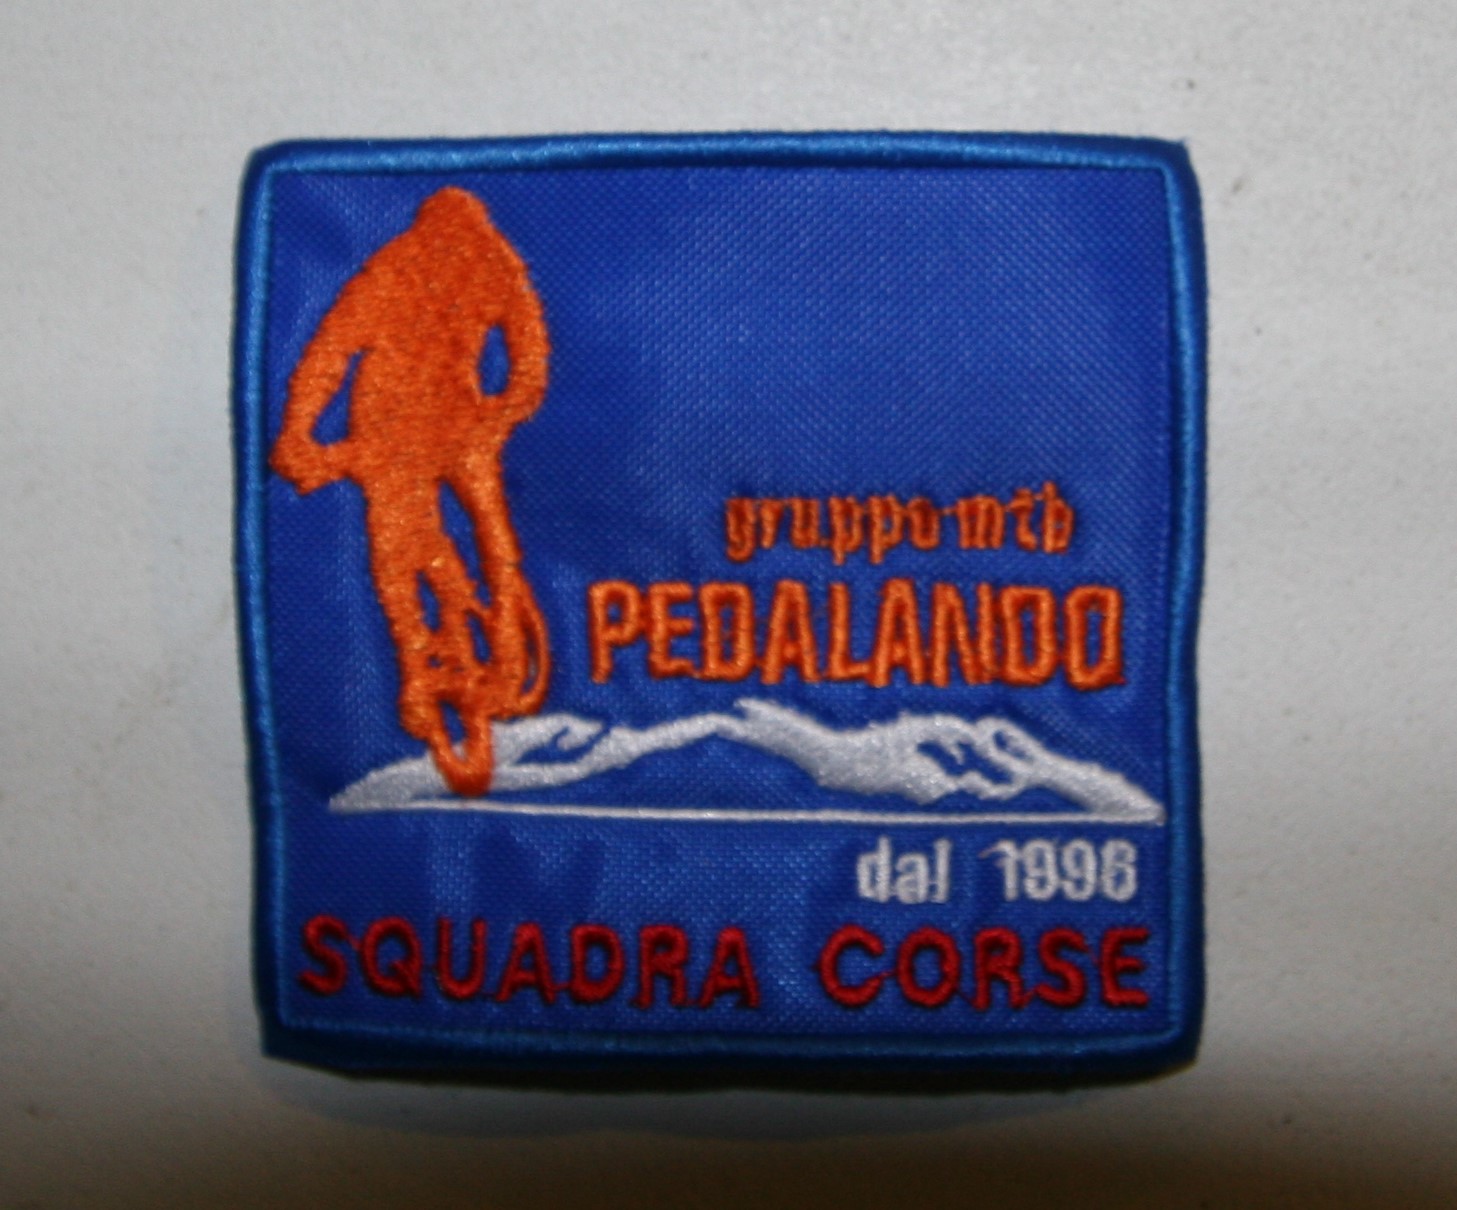 gruppo mtb
PEDALANDO
dal 1996
SQUADRA CORSE